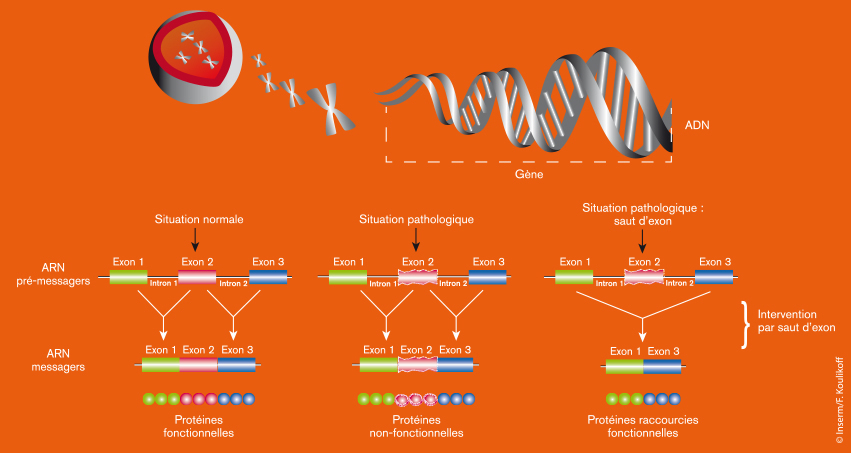 ADN
Gène
Situation normale
Situation pathologique
Situation pathologique :
saut d'exon
ARN
pré-messagers
Exon 1 Exon 2 Exon 3
Intron 1 Intron 2
Exon 1 Exon 2 Exon 3
Intron 1 Intron 2
Exon 1 Exon 2 Exon 3
Intron 1 Intron 2
Intervention
par saut d'exon
ARN
messagers
Exon 1 Exon 2 Exon 3
Exon 1 Exon 2 Exon 3
Exon 1 Exon 3
Protéines
fonctionnelles
Protéines
non-fonctionnelles
Protéines raccourcies
fonctionnelles
© Inserm/F. Koulikoff